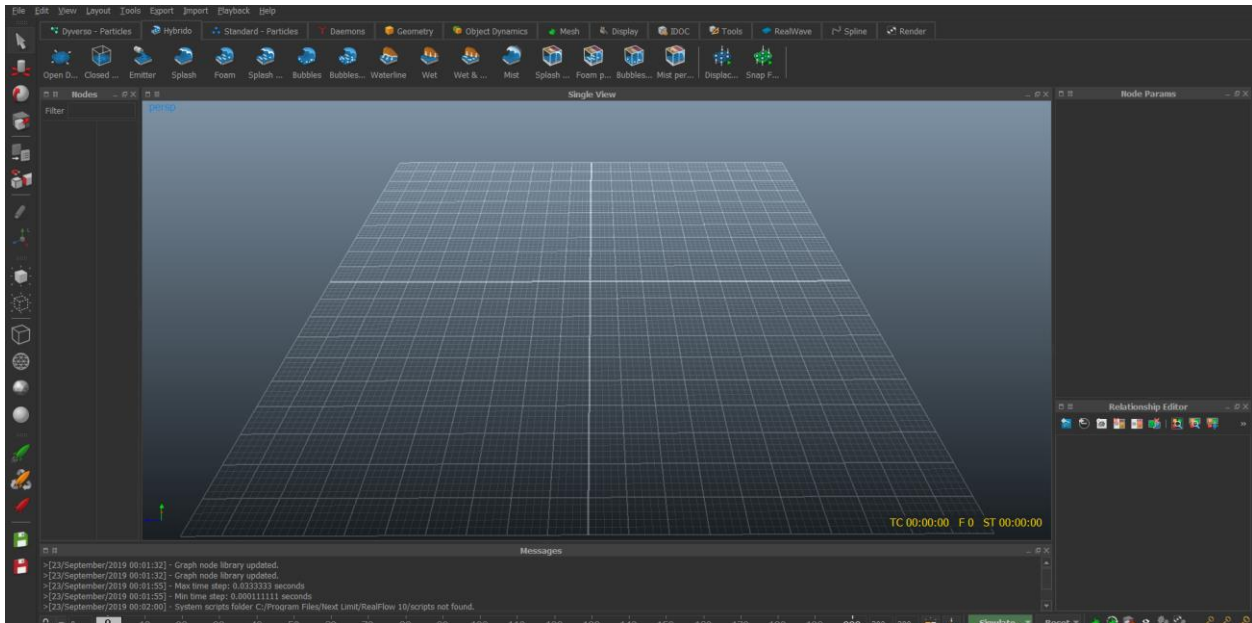 File Edit View Layout Tools Export Import Playback Help
Dyverso - Particles Hybrido Standard - Particles Daemons Geometry Object Dynamics Mesh Display IDOC Tools RealWave Spline Render
Open D... Closed ... Emitter Splash Foam Splash ... Bubbles Bubbles... Waterline Wet Wet & ... Mist Splash ... Foam p... Bubbles... Mist per... Displac... Snap F...
Nodes
Single View
Node Params
Filter
persp
Relationship Editor
TC 00:00:00 F 0 ST 00:00:00
Messages
>[23/September/2019 00:01:32] - Graph node library updated.
>[23/September/2019 00:01:32] - Graph node library updated.
>[23/September/2019 00:01:55] - Max time step: 0.0333333 seconds
>[23/September/2019 00:01:55] - Min time step: 0.000111111 seconds
>[23/September/2019 00:02:00] - System scripts folder C:/Program Files/Next Limit/RealFlow 10/scripts not found.
Simulate Reset